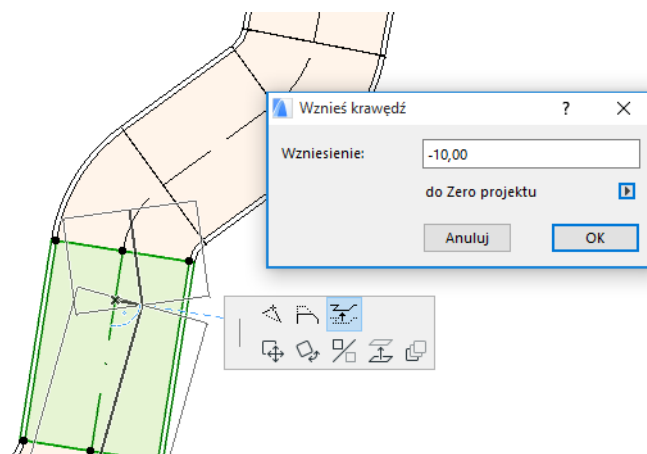 Wznieś krawędź
?
Wzniesienie:
-10,00
do Zero projektu
Anuluj
OK